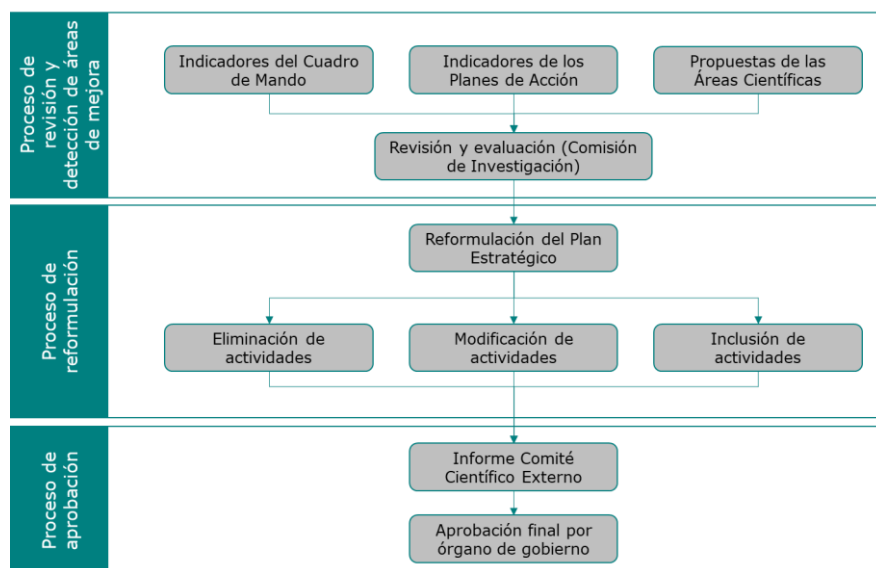 Proceso de
revisión y
detección de áreas
de mejora
Indicadores del Cuadro
de Mando
Indicadores de los
Planes de Acción
Propuestas de las
Áreas Científicas
Revisión y evaluación (Comisión
de Investigación)
Proceso de
reformulación
Reformulación del Plan
Estratégico
Eliminación de
actividades
Modificación de
actividades
Inclusión de
actividades
Proceso de
aprobación
Informe Comité
Científico Externo
Aprobación final por
órgano de gobierno